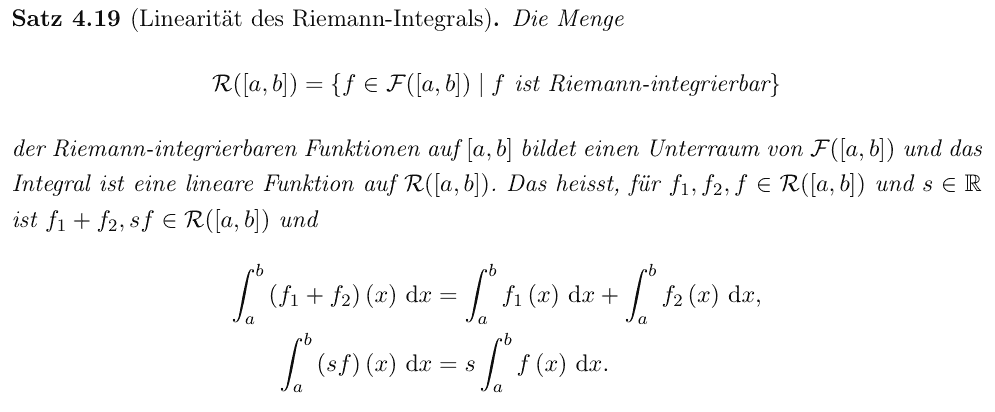 Satz 4.19 (Linearität des Riemann-Integrals). Die Menge
ℛ([a, b]) = {f ∈ ℱ([a, b]) | f ist Riemann-integrierbar}
der Riemann-integrierbaren Funktionen auf [a, b] bildet einen Unterraum von ℱ([a, b]) und das
Integral ist eine lineare Funktion auf ℛ([a, b]). Das heisst, für f₁, f₂, f ∈ ℛ([a, b]) und s ∈ ℝ
ist f₁ + f₂, sf ∈ ℛ([a, b]) und
∫ₐᵇ (f₁ + f₂) (x) dx = ∫ₐᵇ f₁ (x) dx + ∫ₐᵇ f₂ (x) dx,
∫ₐᵇ (sf) (x) dx = s ∫ₐᵇ f (x) dx.